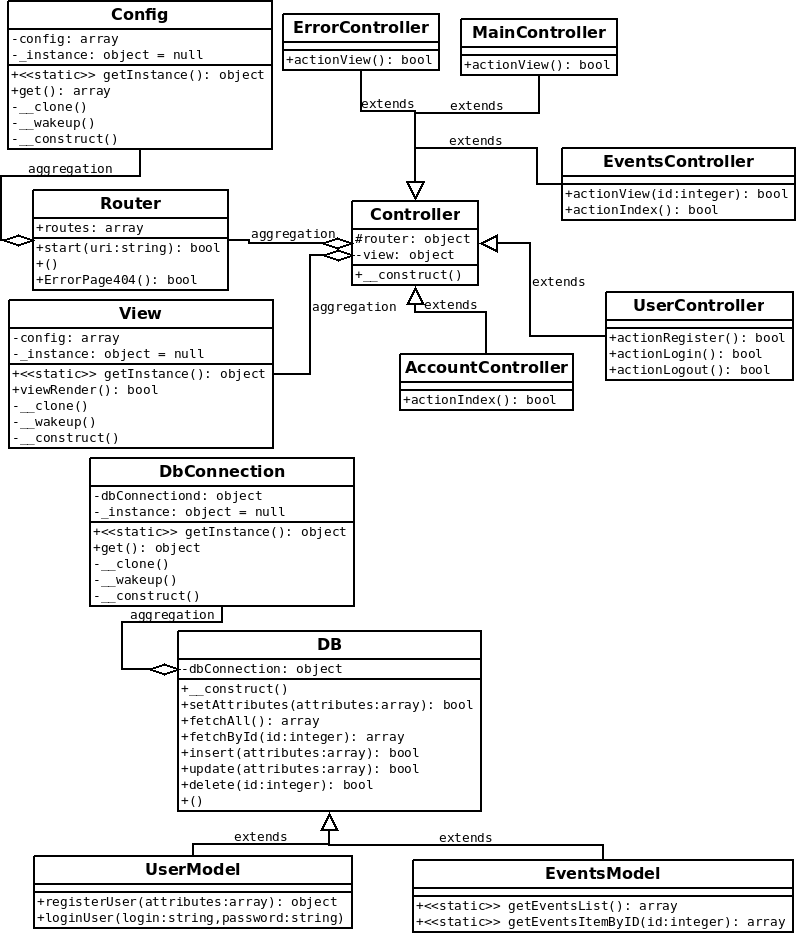 Config
-config: array
-_instance: object = null
+<<static>> getInstance(): object
+get(): array
-__clone()
-__wakeup()
-__construct()
ErrorController
+actionView(): bool
MainController
+actionView(): bool
extends
extends
extends
EventsController
+actionView(id:integer): bool
+actionIndex(): bool
aggregation
Router
+routes: array
+start(uri:string): bool
+()
+ErrorPage404(): bool
aggregation
Controller
#router: object
-view: object
+__construct()
extends
UserController
+actionRegister(): bool
+actionLogin(): bool
+actionLogout(): bool
aggregation
extends
View
-config: array
-_instance: object = null
+<<static>> getInstance(): object
+viewRender(): bool
-__clone()
-__wakeup()
-__construct()
AccountController
+actionIndex(): bool
DbConnection
-dbConnectiond: object
-_instance: object = null
+<<static>> getInstance(): object
+get(): object
-__clone()
-__wakeup()
-__construct()
aggregation
DB
-dbConnection: object
+__construct()
+setAttributes(attributes:array): bool
+fetchAll(): array
+fetchById(id:integer): array
+insert(attributes:array): bool
+update(attributes:array): bool
+delete(id:integer): bool
+()
extends
extends
UserModel
+registerUser(attributes:array): object
+loginUser(login:string,password:string)
EventsModel
+<<static>> getEventsList(): array
+<<static>> getEventsItemByID(id:integer): array